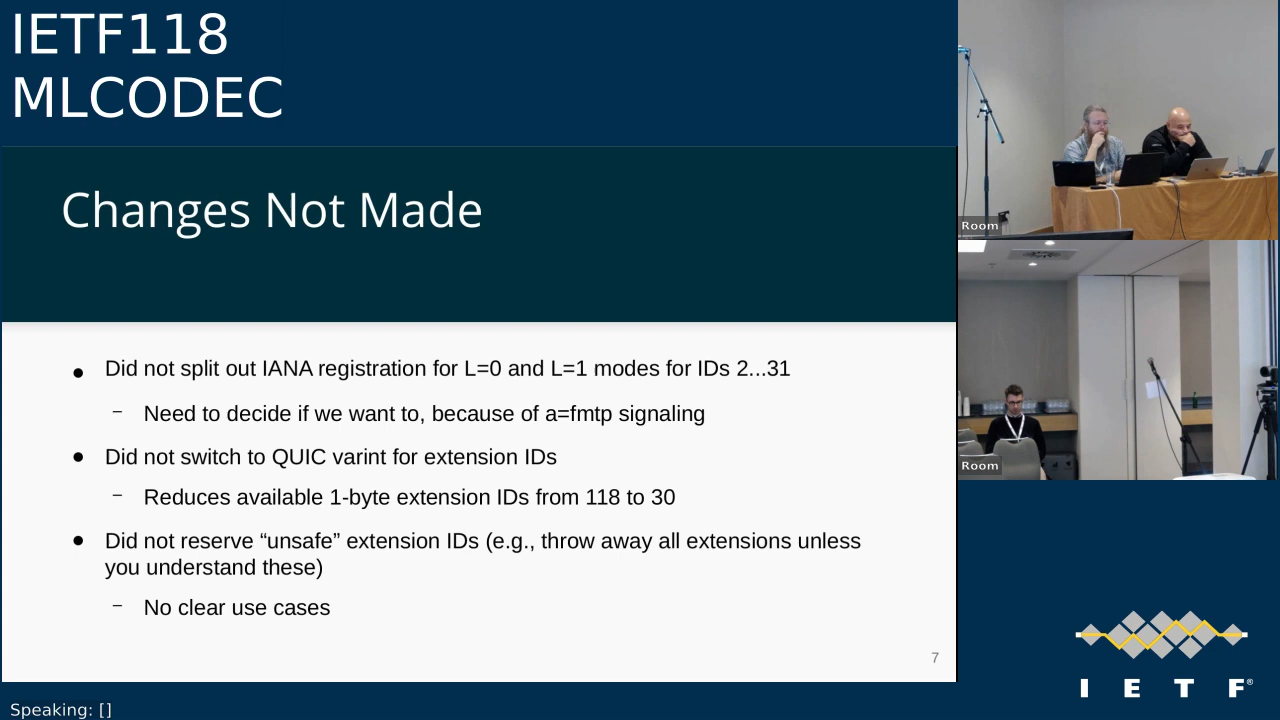 IETF118
MLCODEC
Changes Not Made
● Did not split out IANA registration for L=0 and L=1 modes for IDs 2...31
– Need to decide if we want to, because of a=fmtp signaling
● Did not switch to QUIC varint for extension IDs
– Reduces available 1-byte extension IDs from 118 to 30
● Did not reserve “unsafe” extension IDs (e.g., throw away all extensions unless
you understand these)
– No clear use cases
7
Room
Room
I E T F®
Speaking: []